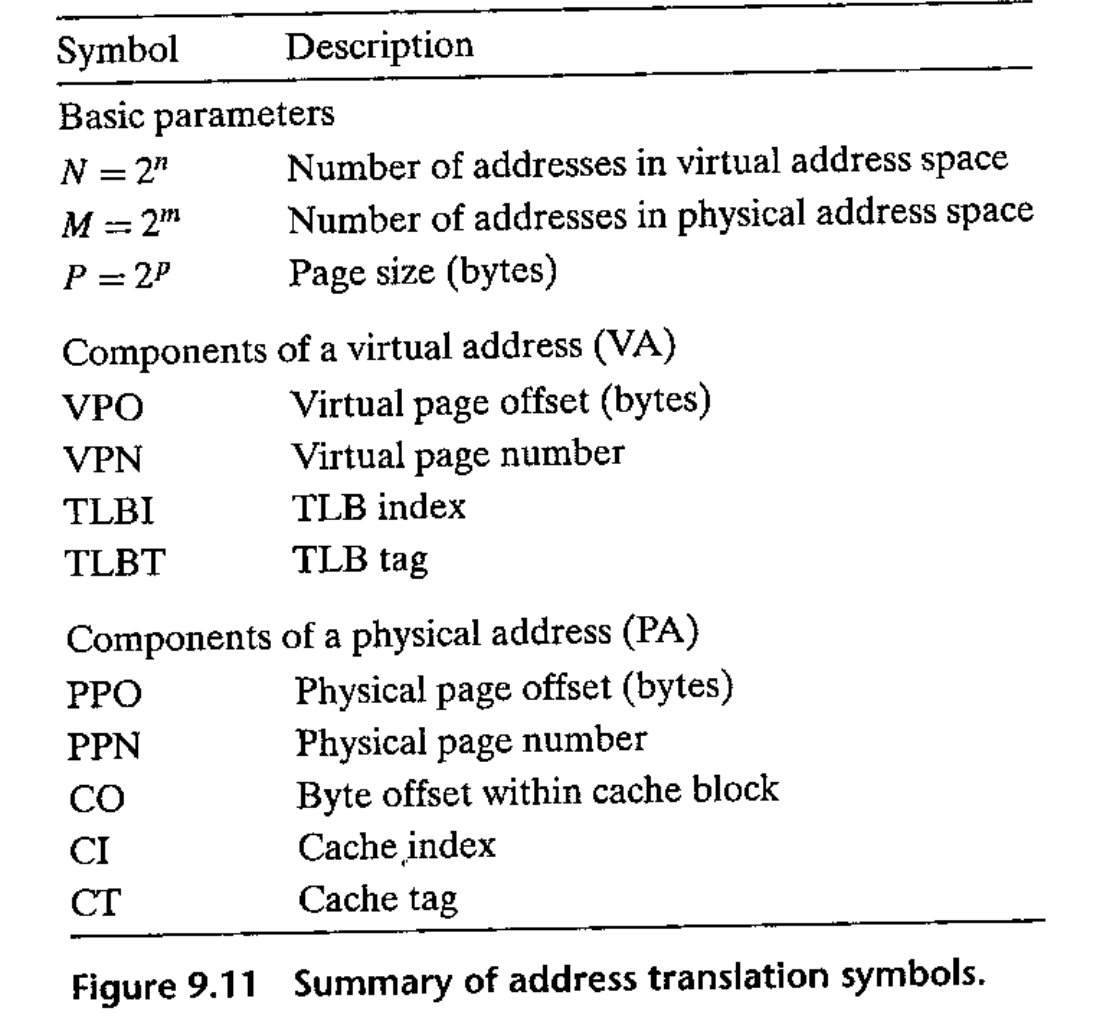 Symbol Description
Basic parameters
N = 2ⁿ Number of addresses in virtual address space
M = 2ᵐ Number of addresses in physical address space
P = 2ᵖ Page size (bytes)
Components of a virtual address (VA)
VPO Virtual page offset (bytes)
VPN Virtual page number
TLBI TLB index
TLBT TLB tag
Components of a physical address (PA)
PPO Physical page offset (bytes)
PPN Physical page number
CO Byte offset within cache block
CI Cache index
CT Cache tag
Figure 9.11 Summary of address translation symbols.